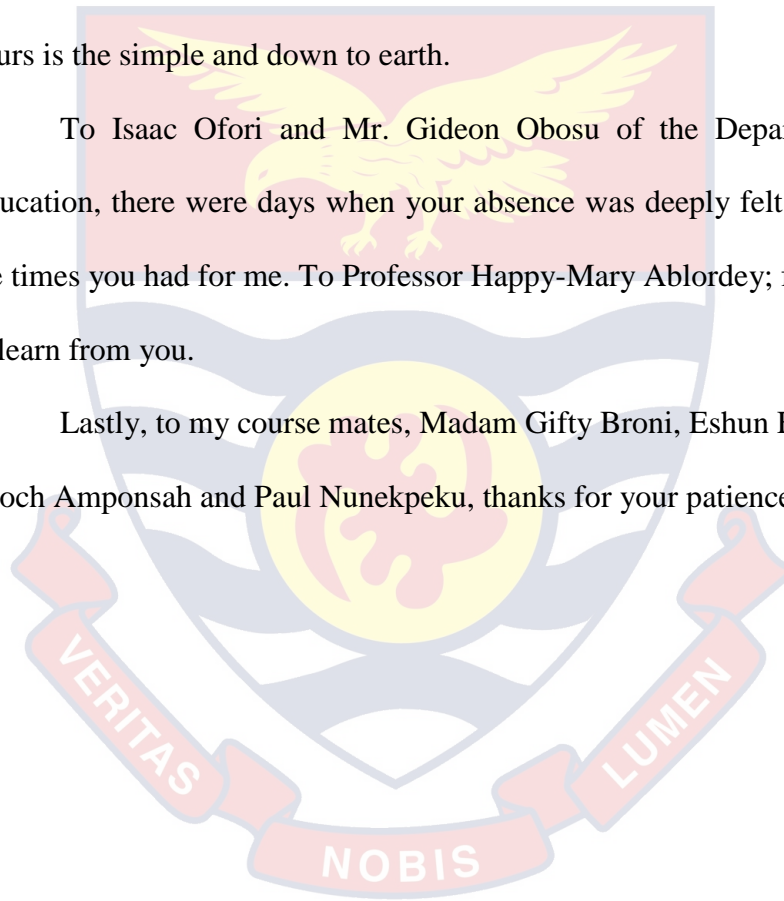 urs is the simple and down to earth.
To Isaac Ofori and Mr. Gideon Obosu of the Depa
ucation, there were days when your absence was deeply felt
e times you had for me. To Professor Happy-Mary Ablordey;
learn from you.
Lastly, to my course mates, Madam Gifty Broni, Eshun
och Amponsah and Paul Nunekpeku, thanks for your patience
VERITAS
NOBIS
LUMEN